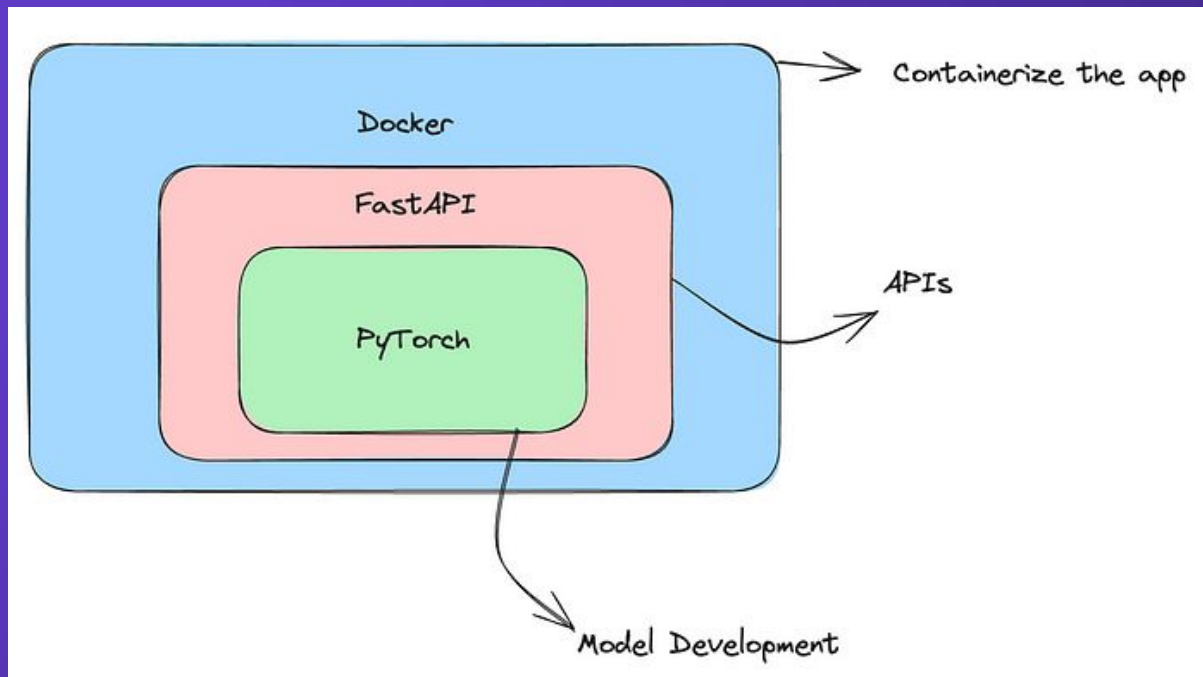 Containerize the app
Docker
FastAPI
APIs
PyTorch
Model Development